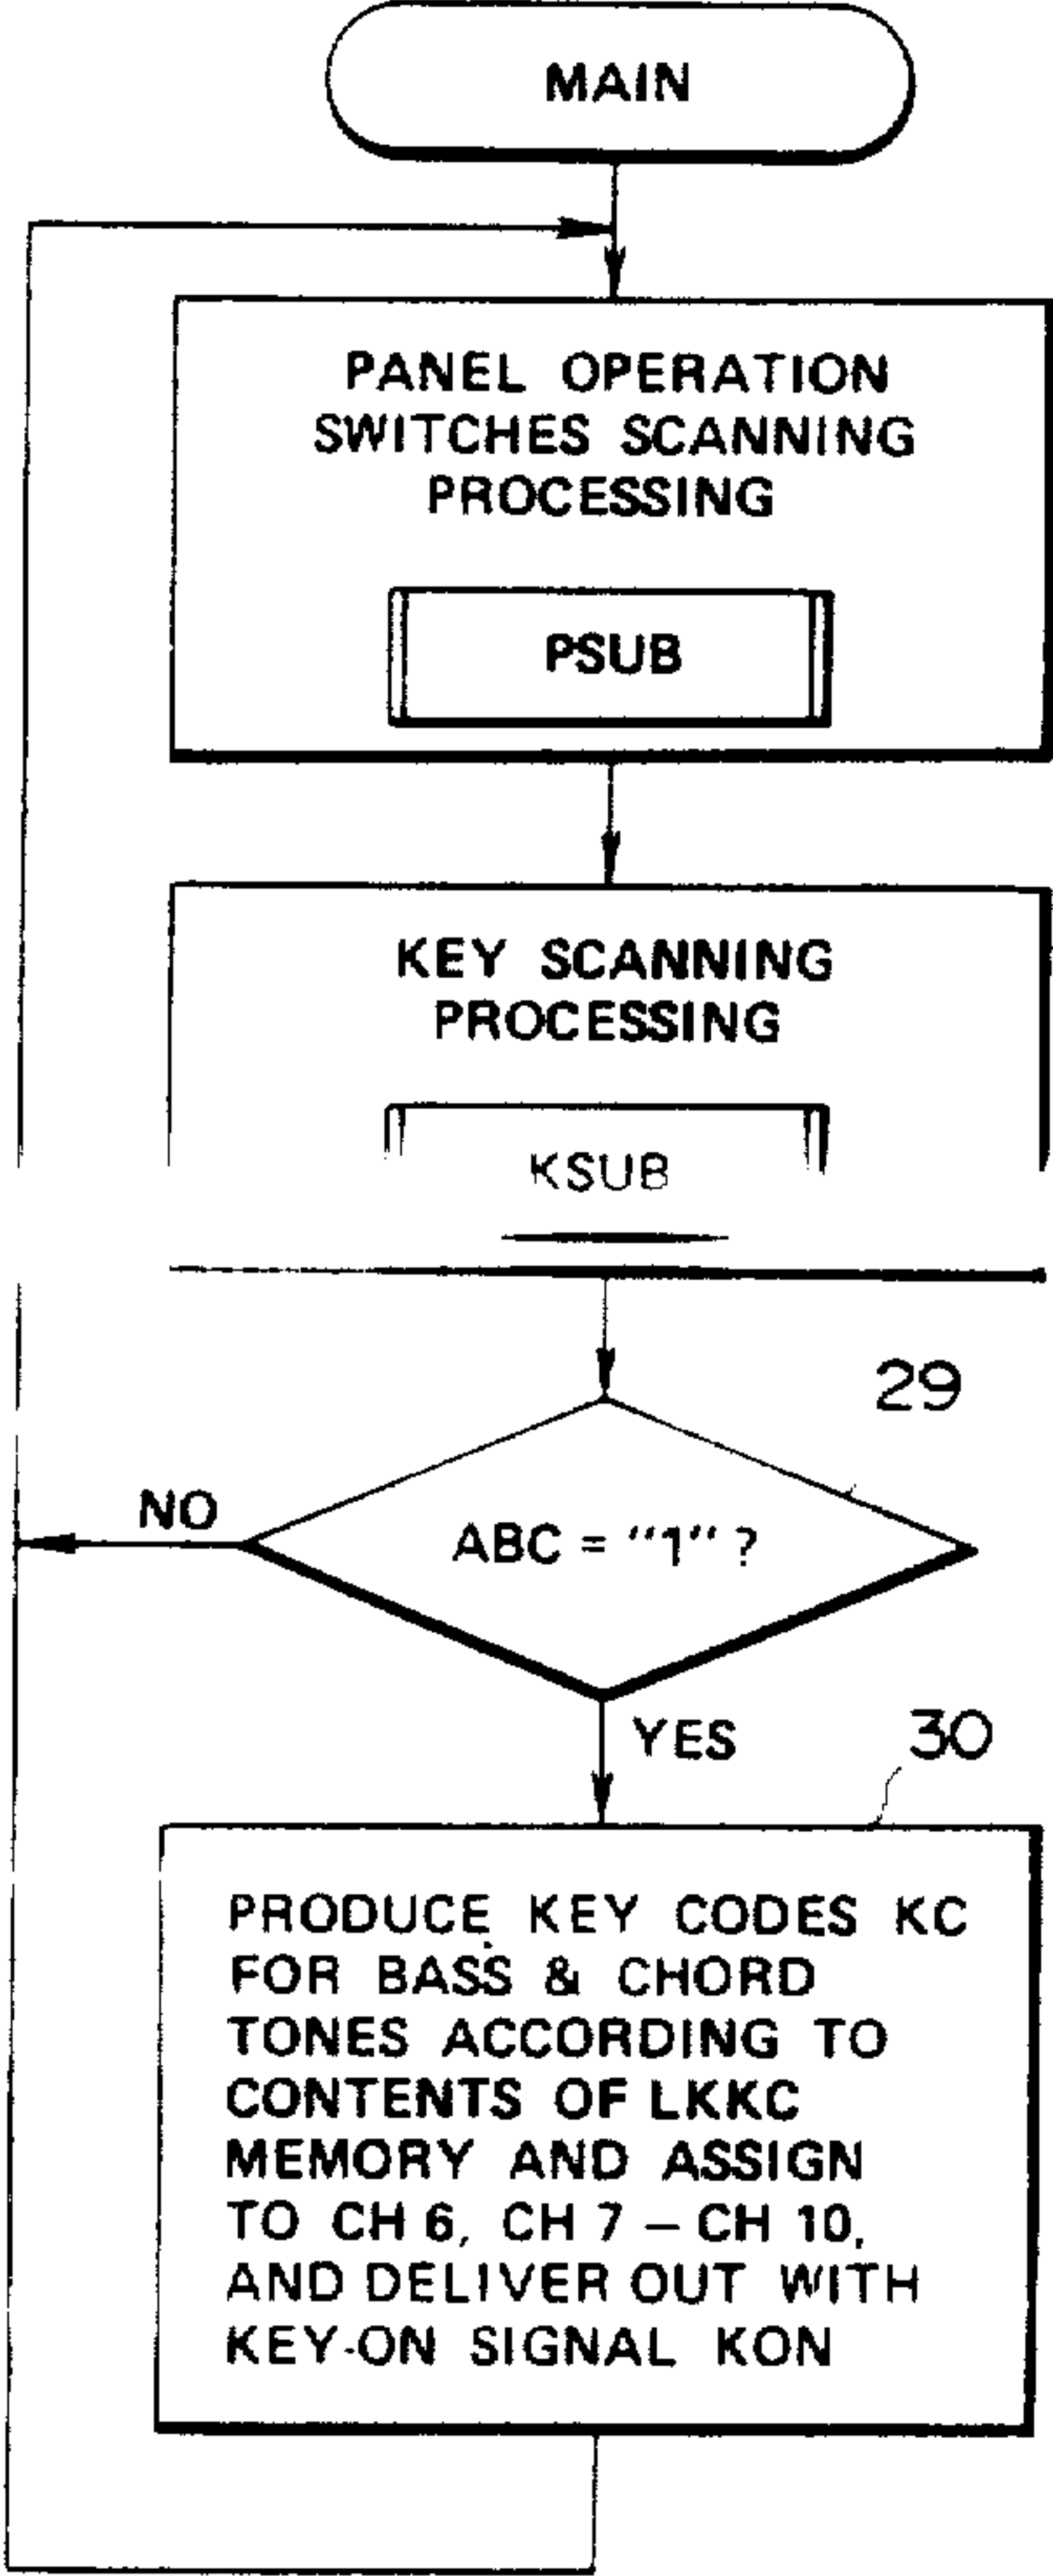 MAIN
PANEL OPERATION
SWITCHES SCANNING
PROCESSING
PSUB
KEY SCANNING
PROCESSING
KSUB
29
NO
ABC = "1" ?
YES
30
PRODUCE KEY CODES KC
FOR BASS & CHORD
TONES ACCORDING TO
CONTENTS OF LKKC
MEMORY AND ASSIGN
TO CH 6, CH 7 – CH 10,
AND DELIVER OUT WITH
KEY-ON SIGNAL KON